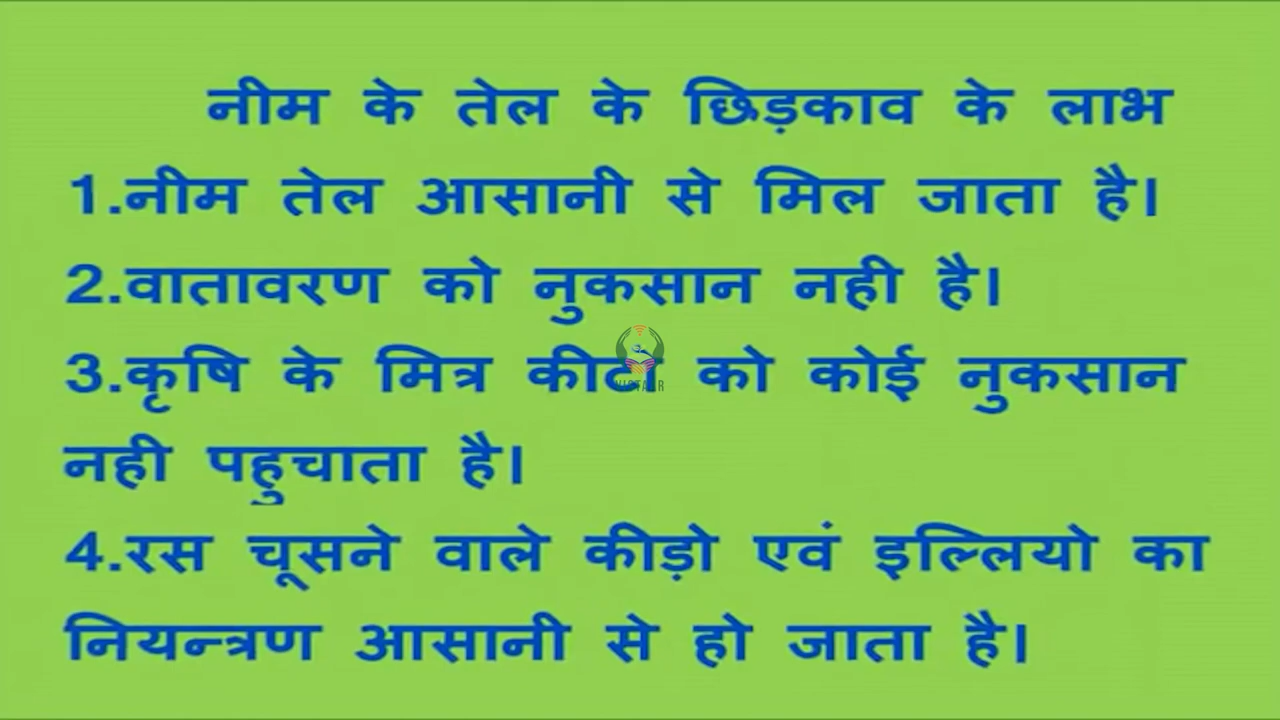 नीम के तेल के छिड़काव के लाभ
1.नीम तेल आसानी से मिल जाता है।
2.वातावरण को नुकसान नही है।
3.कृषि के मित्र कीटो को कोई नुकसान
नही पहुचाता है।
4.रस चूसने वाले कीड़ो एवं इल्लियो का
नियन्त्रण आसानी से हो जाता है।